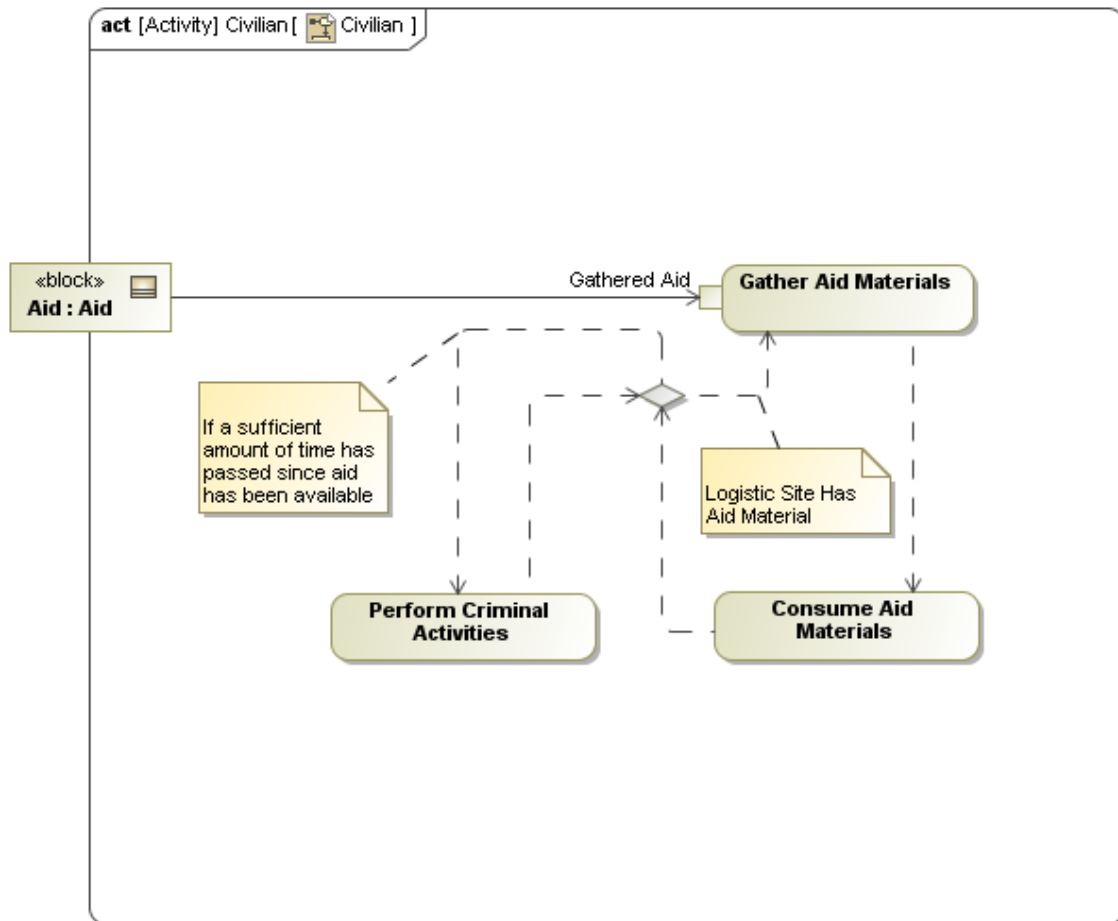 act [Activity] Civilian [ Civilian ]
«block»
Aid : Aid
Gathered Aid
Gather Aid Materials
If a sufficient
amount of time has
passed since aid
has been available
Logistic Site Has
Aid Material
Perform Criminal
Activities
Consume Aid
Materials